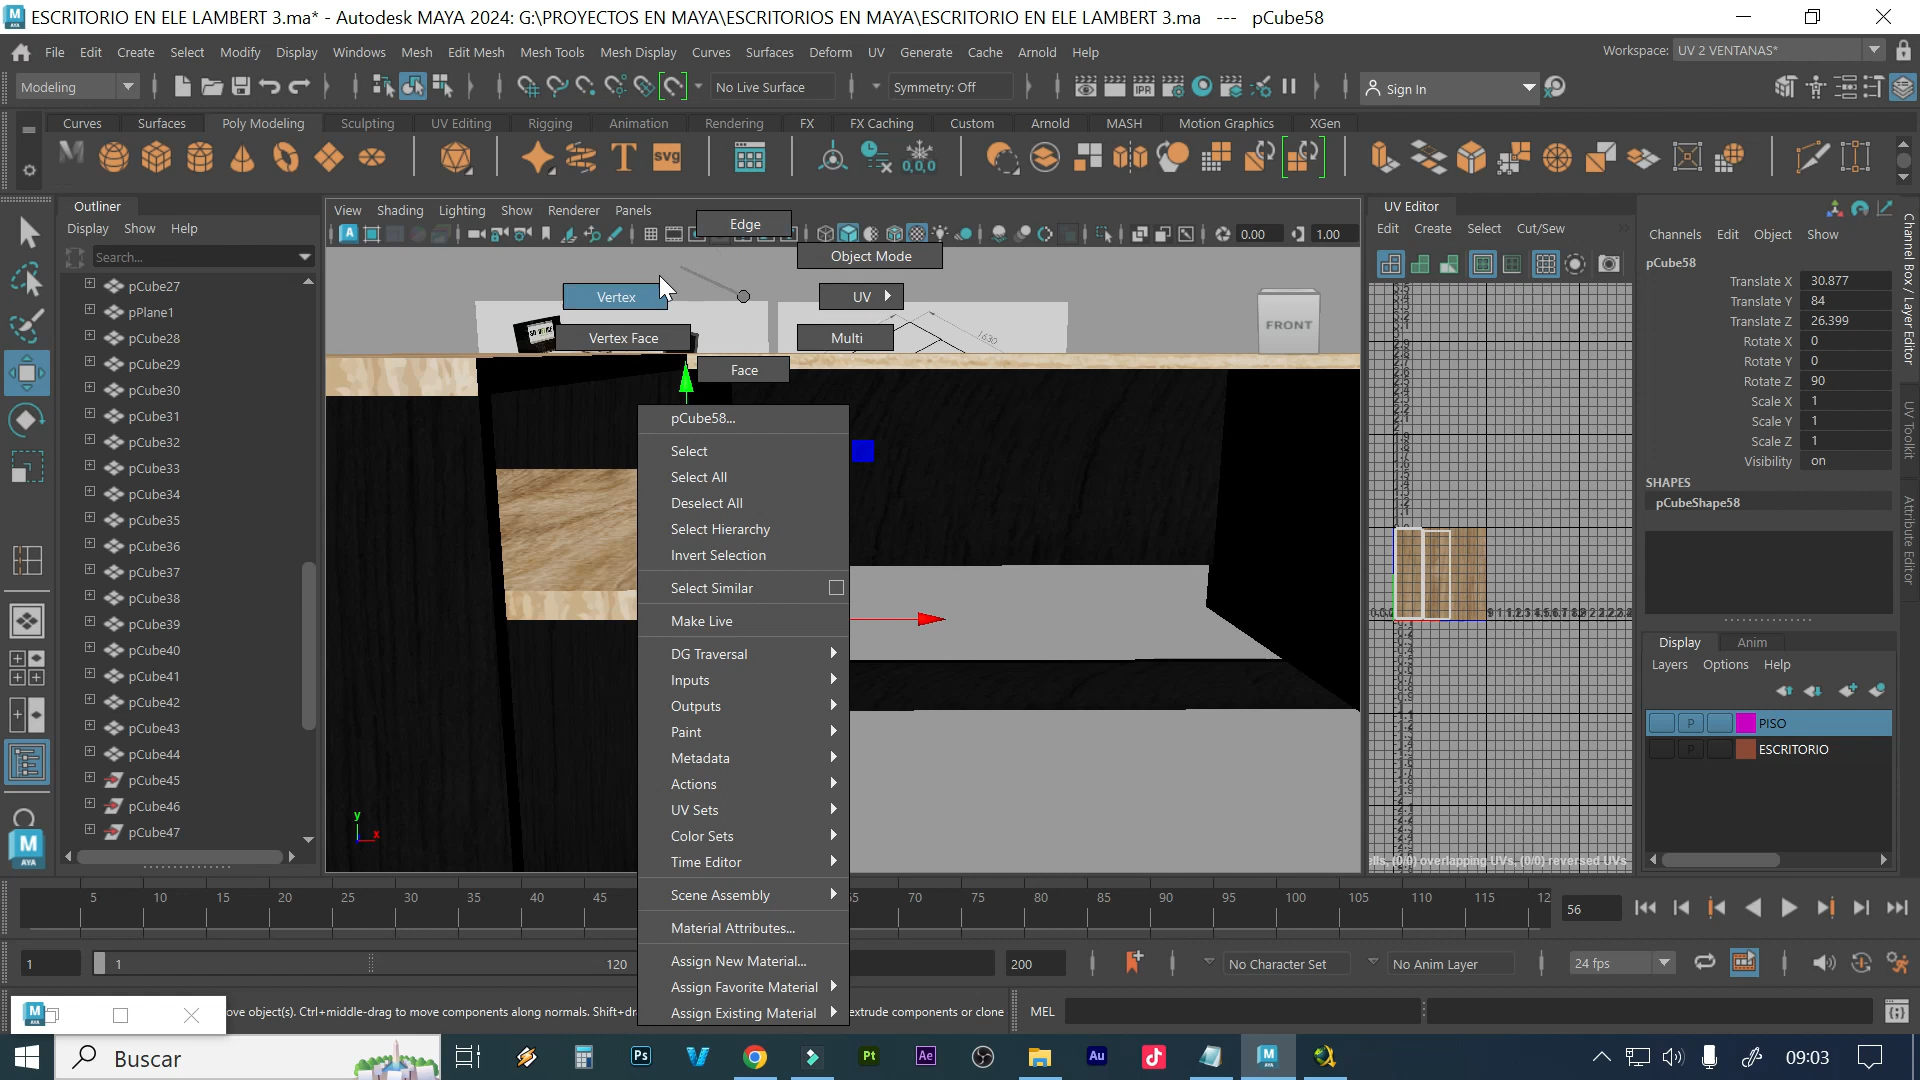 ESCRITORIO EN ELE LAMBERT 3.ma* - Autodesk MAYA 2024: G:\PROYECTOS EN MAYA\ESCRITORIOS EN MAYA\ESCRITORIO EN ELE LAMBERT 3.ma --- pCube58
File Edit Create Select Modify Display Windows Mesh Edit Mesh Mesh Tools Mesh Display Curves Surfaces Deform UV Generate Cache Arnold Help
Workspace: UV 2 VENTANAS*
Modeling
No Live Surface
Symmetry: Off
Sign In
Curves Surfaces Poly Modeling Sculpting UV Editing Rigging Animation Rendering FX FX Caching Custom Arnold MASH Motion Graphics XGen
Outliner
Display Show Help
Search...
pCube27
pPlane1
pCube28
pCube29
pCube30
pCube31
pCube32
pCube33
pCube34
pCube35
pCube36
pCube37
pCube38
pCube39
pCube40
pCube41
pCube42
pCube43
pCube44
pCube45
pCube46
pCube47
View Shading Lighting Show Renderer Panels
0.00
1.00
Edge
Object Mode
Vertex
UV
Vertex Face
Multi
Face
1630
FRONT
pCube58...
Select
Select All
Deselect All
Select Hierarchy
Invert Selection
Select Similar
Make Live
DG Traversal
Inputs
Outputs
Paint
Metadata
Actions
UV Sets
Color Sets
Time Editor
Scene Assembly
Material Attributes...
Assign New Material...
Assign Favorite Material
Assign Existing Material
y
x
UV Editor
Edit Create Select Cut/Sew
(0/0) overlapping UVs, (0/0) reversed UVs
Channels Edit Object Show
pCube58
Translate X 30.877
Translate Y 84
Translate Z 26.399
Rotate X 0
Rotate Y 0
Rotate Z 90
Scale X 1
Scale Y 1
Scale Z 1
Visibility on
SHAPES
pCubeShape58
Display Anim
Layers Options Help
P PISO
P ESCRITORIO
Channel Box / Layer Editor
UV Toolkit
Attribute Editor
5 10 15 20 25 30 35 40 45 65 70 75 80 85 90 95 100 105 110 115 12
56
1
1
120
200
No Character Set
No Anim Layer
24 fps
ove object(s). Ctrl+middle-drag to move components along normals. Shift+dr
extrude components or clone
MEL
Buscar
09:03